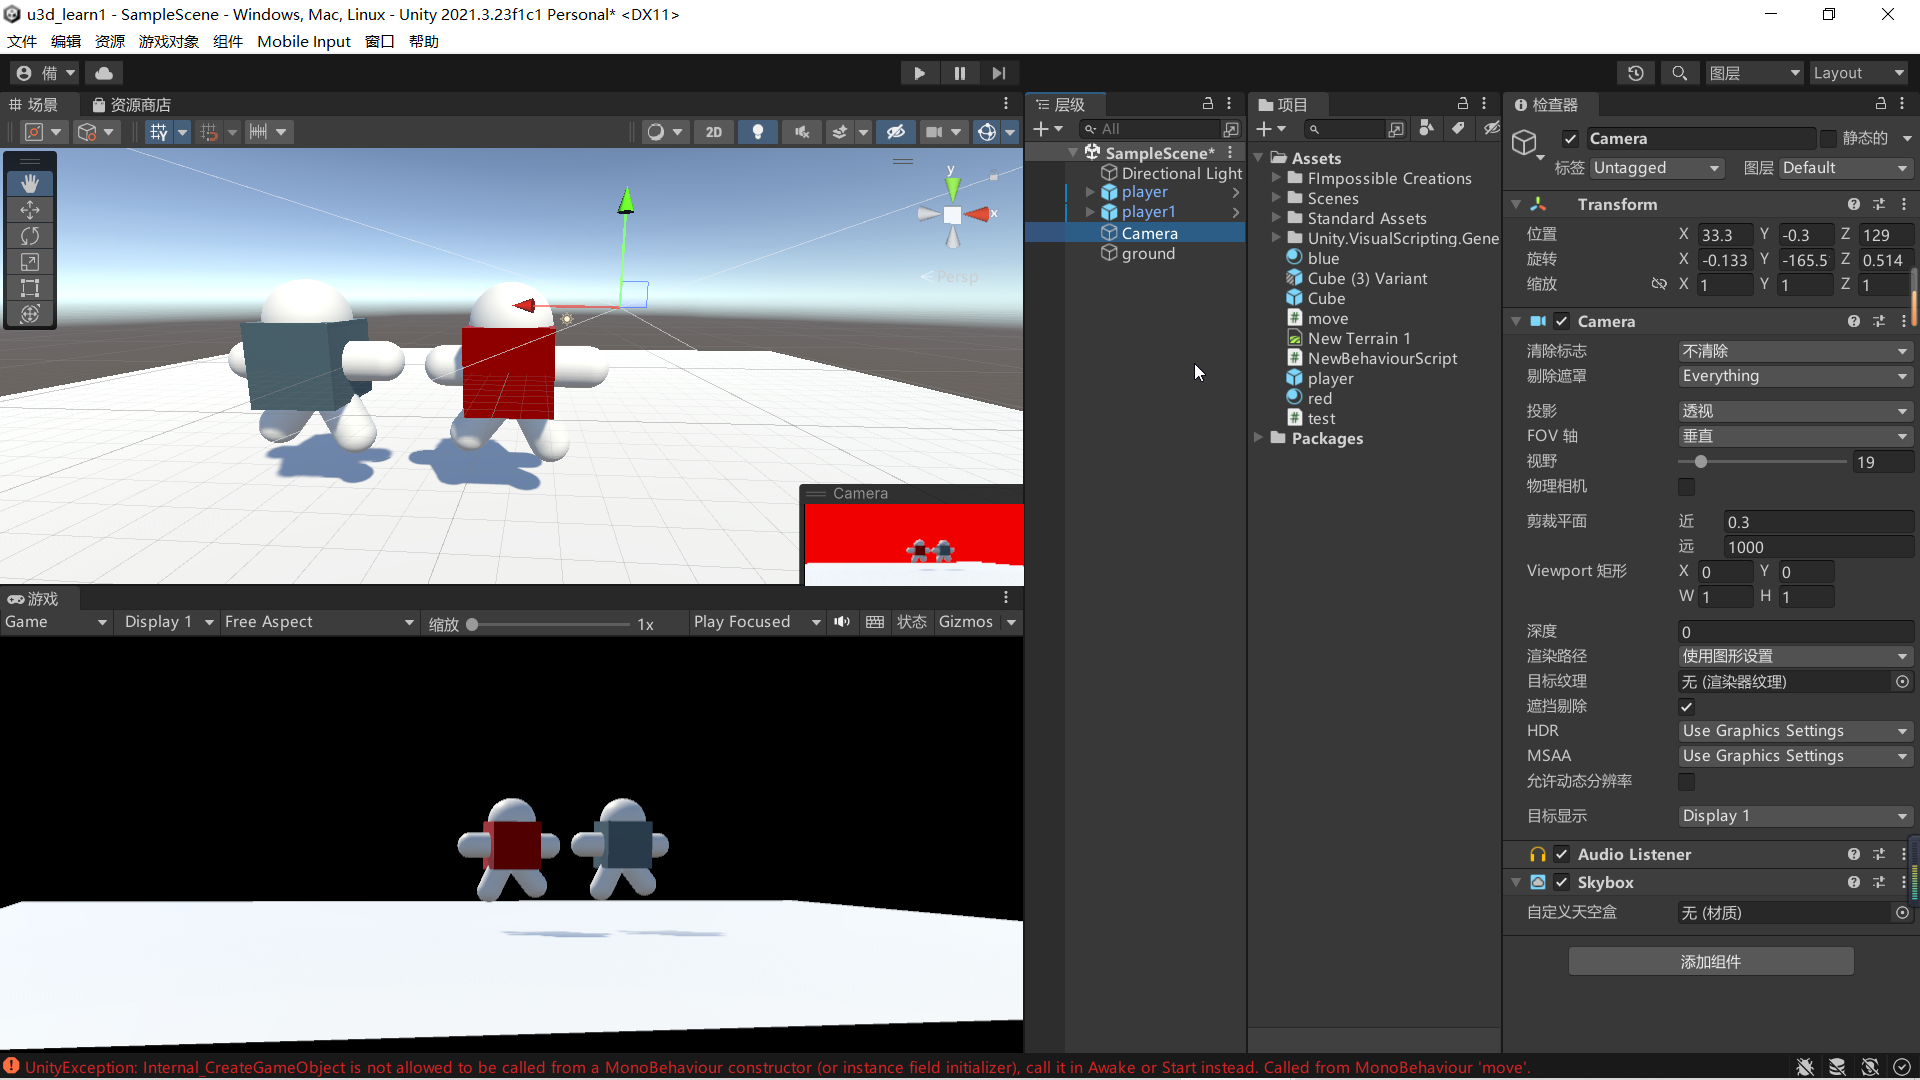 u3d_learn1 - SampleScene - Windows, Mac, Linux - Unity 2021.3.23f1c1 Personal* <DX11>
文件 编辑 资源 游戏对象 组件 Mobile Input 窗口 帮助
備
图层
Layout
场景
资源商店
2D
y
x
Persp
Camera
游戏
Game
Display 1
Free Aspect
缩放
1x
Play Focused
状态
Gizmos
层级
All
SampleScene*
Directional Light
player
player1
Camera
ground
项目
Assets
FImpossible Creations
Scenes
Standard Assets
Unity.VisualScripting.Gene
blue
Cube (3) Variant
Cube
move
New Terrain 1
NewBehaviourScript
player
red
test
Packages
检查器
Camera
静态的
标签 Untagged 图层 Default
Transform
位置 X 33.3 Y -0.3 Z 129
旋转 X -0.133 Y -165.5 Z 0.514
缩放 X 1 Y 1 Z 1
Camera
清除标志 不清除
剔除遮罩 Everything
投影 透视
FOV 轴 垂直
视野 19
物理相机
剪裁平面 近 0.3
远 1000
Viewport 矩形 X 0 Y 0
W 1 H 1
深度 0
渲染路径 使用图形设置
目标纹理 无 (渲染器纹理)
遮挡剔除
HDR Use Graphics Settings
MSAA Use Graphics Settings
允许动态分辨率
目标显示 Display 1
Audio Listener
Skybox
自定义天空盒 无 (材质)
添加组件
UnityException: Internal_CreateGameObject is not allowed to be called from a MonoBehaviour constructor (or instance field initializer), call it in Awake or Start instead. Called from MonoBehaviour 'move'.